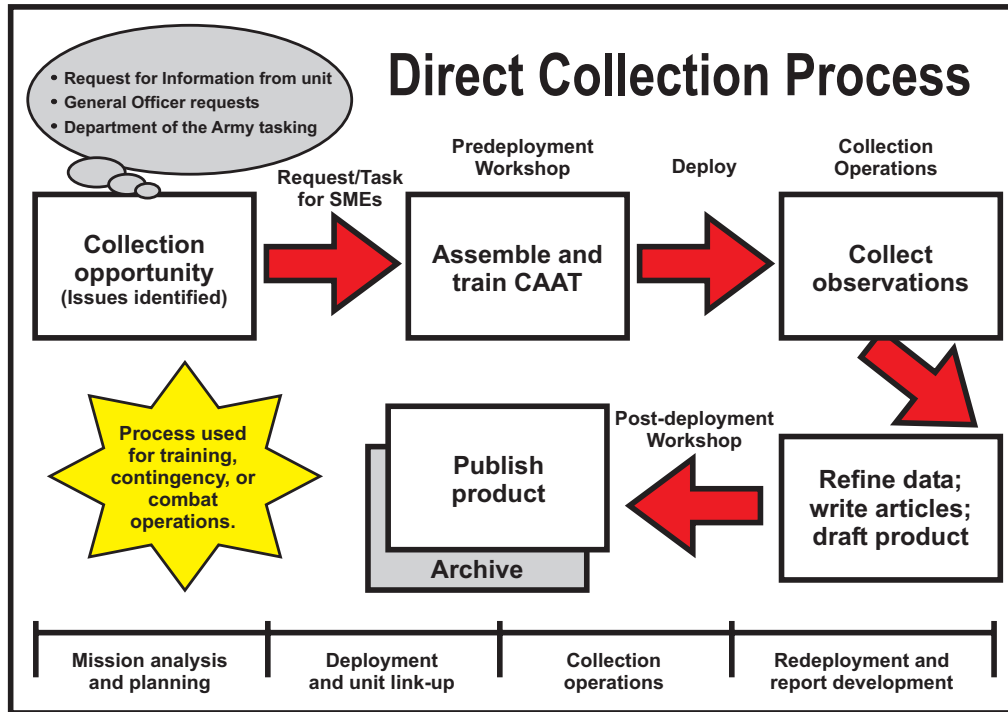 Direct Collection Process
• Request for Information from unit
• General Officer requests
• Department of the Army tasking
Collection
opportunity
(Issues identified)
Request/Task
for SMEs
Predeployment
Workshop
Assemble and
train CAAT
Deploy
Collection
Operations
Collect
observations
Refine data;
write articles;
draft product
Post-deployment
Workshop
Publish
product
Archive
Process used
for training,
contingency, or
combat
operations.
Mission analysis
and planning
Deployment
and unit link-up
Collection
operations
Redeployment and
report development